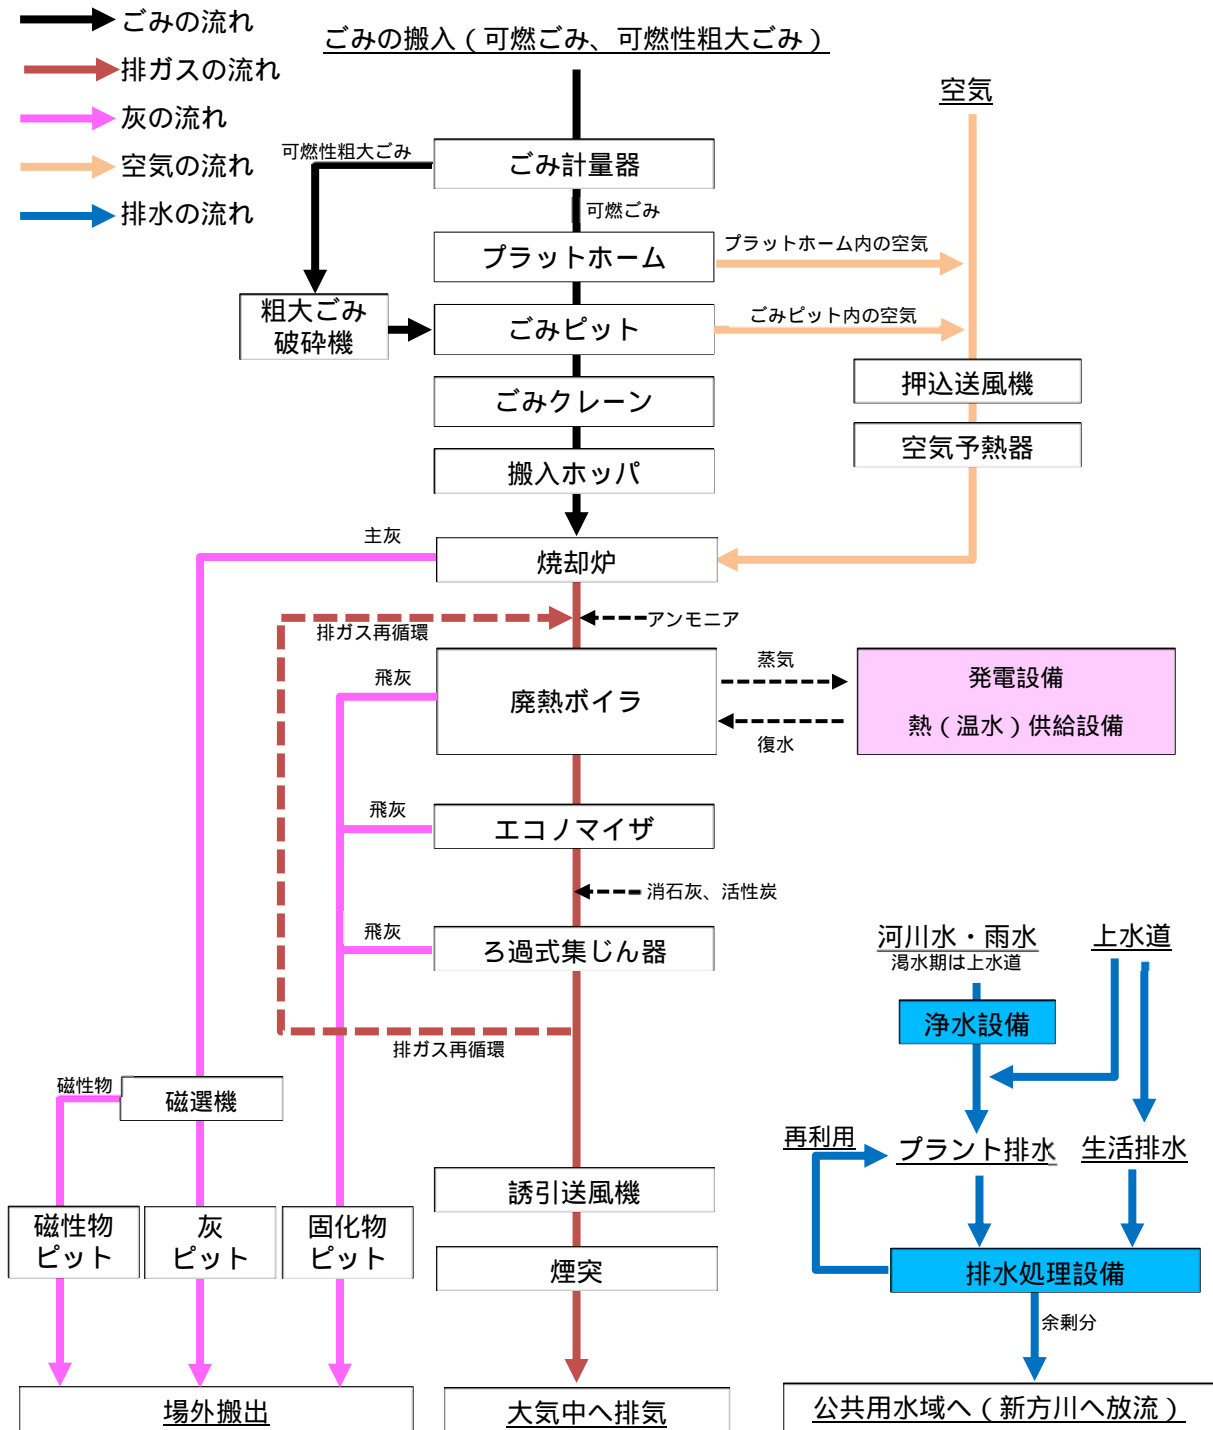 ごみの流れ
排ガスの流れ
灰の流れ
空気の流れ
排水の流れ
ごみの搬入（可燃ごみ、可燃性粗大ごみ）
空気
可燃性粗大ごみ
ごみ計量器
可燃ごみ
プラットホーム
プラットホーム内の空気
粗大ごみ
破砕機
ごみピット
ごみピット内の空気
押込送風機
ごみクレーン
空気予熱器
搬入ホッパ
主灰
焼却炉
アンモニア
排ガス再循環
飛灰
廃熱ボイラ
蒸気
復水
発電設備
熱（温水）供給設備
飛灰
エコノマイザ
消石灰、活性炭
飛灰
ろ過式集じん器
河川水・雨水
渇水期は上水道
上水道
浄水設備
排ガス再循環
磁性物
磁選機
再利用
プラント排水
生活排水
誘引送風機
磁性物
ピット
灰
ピット
固化物
ピット
煙突
排水処理設備
余剰分
場外搬出
大気中へ排気
公共用水域へ（新方川へ放流）